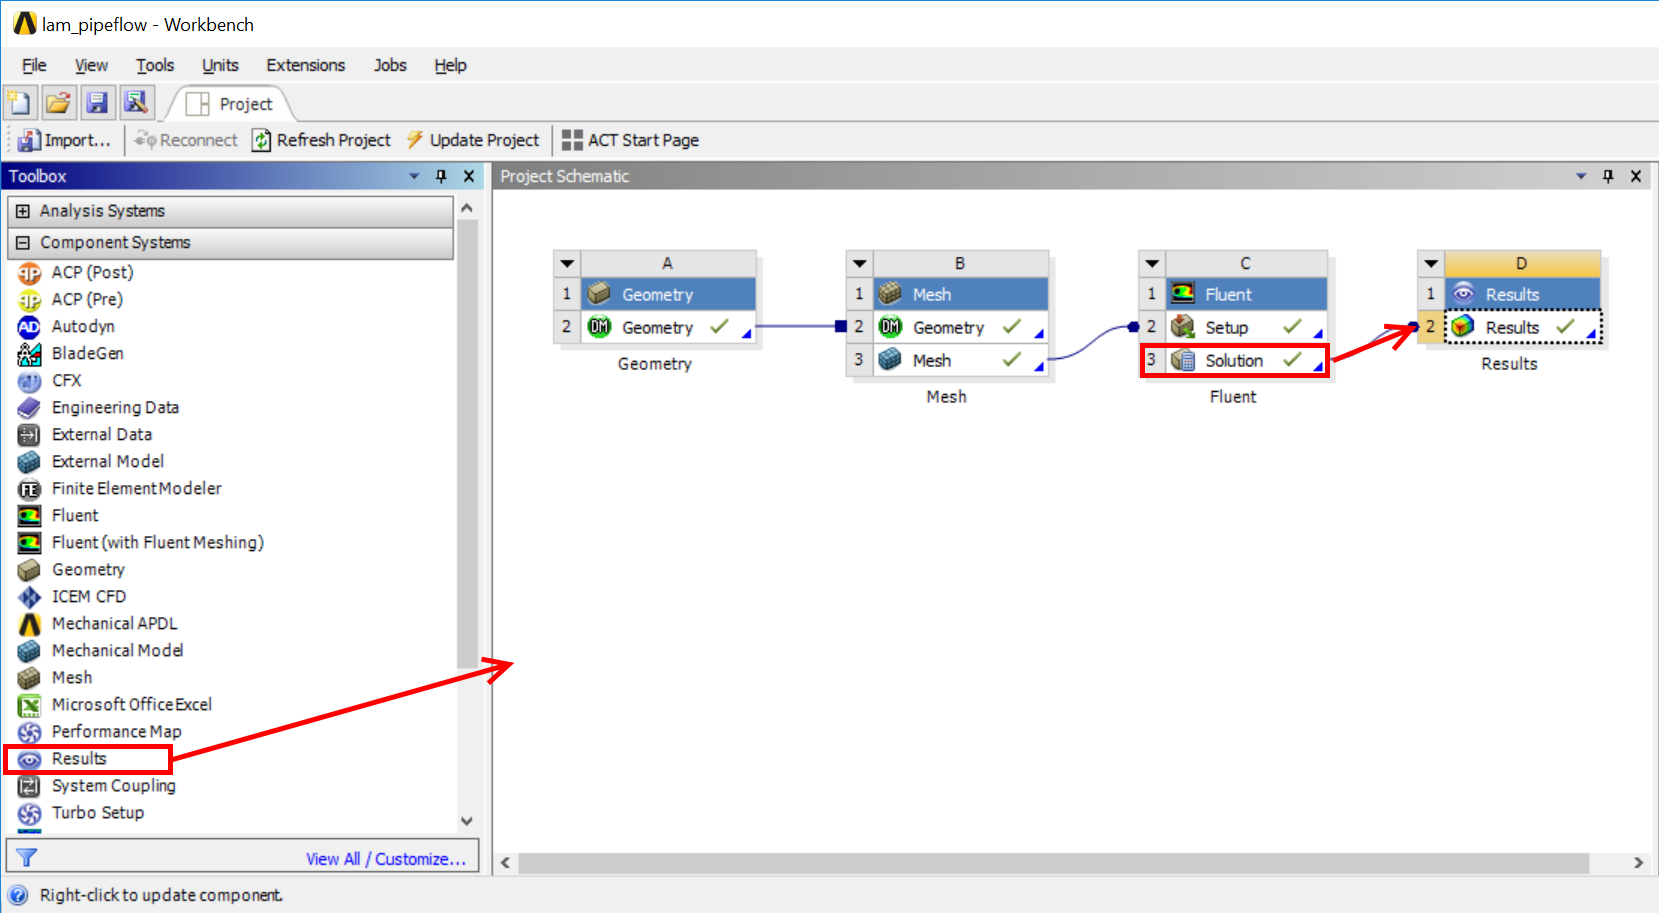 lam_pipeflow - Workbench
File View Tools Units Extensions Jobs Help
Project
Import... Reconnect Refresh Project Update Project ACT Start Page
Toolbox
Analysis Systems
Component Systems
ACP (Post)
ACP (Pre)
AD Autodyn
BladeGen
CFX
Engineering Data
External Data
External Model
FE Finite Element Modeler
Fluent
Fluent (with Fluent Meshing)
Geometry
ICEM CFD
Mechanical APDL
Mechanical Model
Mesh
Microsoft Office Excel
Performance Map
Results
System Coupling
Turbo Setup
View All / Customize...
Project Schematic
A
1 Geometry
2 DM Geometry
Geometry
B
1 Mesh
2 DM Geometry
3 Mesh
Mesh
C
1 Fluent
2 Setup
3 Solution
Fluent
D
1 Results
2 Results
Results
Right-click to update component.